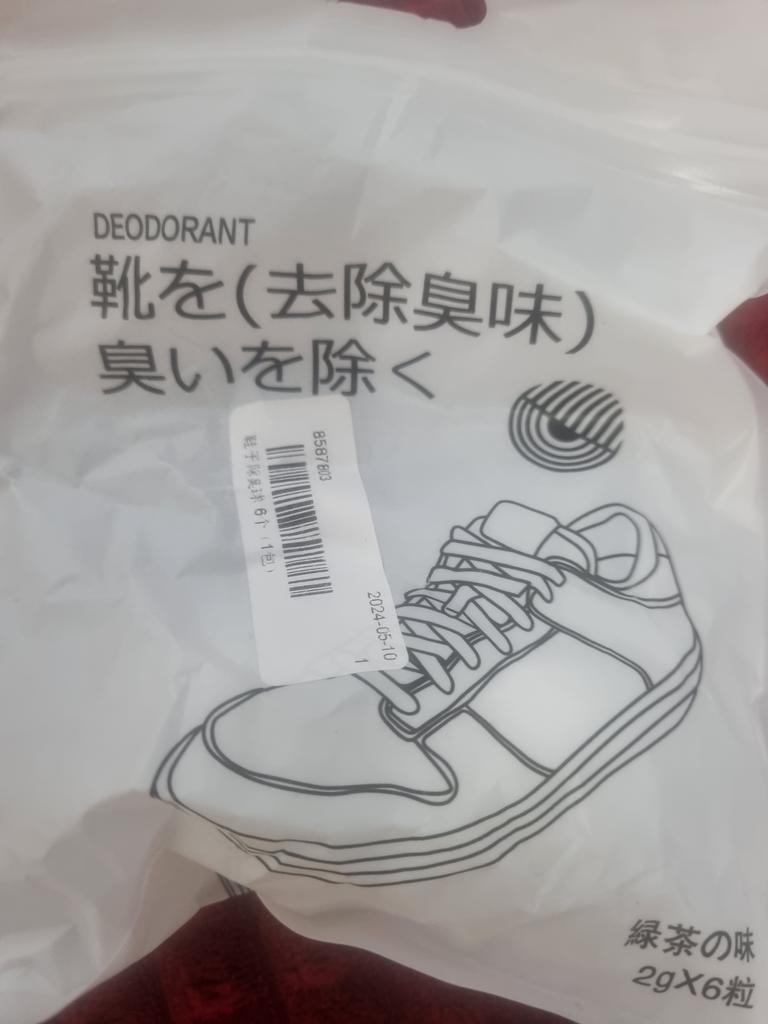 DEODORANT
靴を(去除臭味)
臭いを除く
8587803
鞋子除臭球 6个（1包）
2024-05-10
1
緑茶の味
2gX6粒